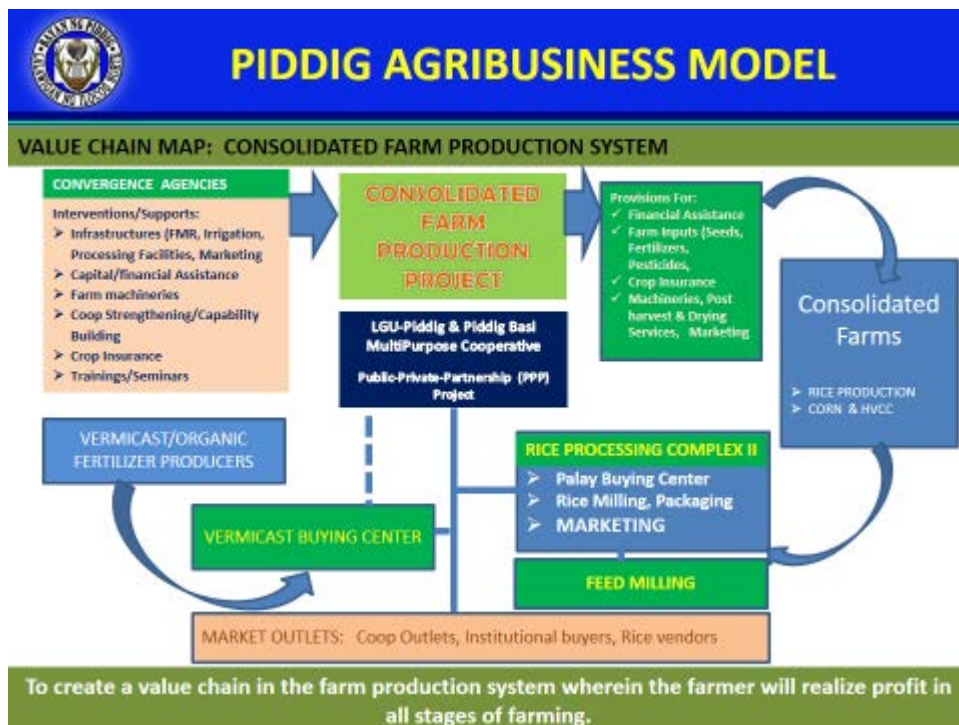 BAYAN NG PIDDIG
PIDDIG AGRIBUSINESS MODEL
VALUE CHAIN MAP: CONSOLIDATED FARM PRODUCTION SYSTEM
CONVERGENCE AGENCIES
Interventions/Supports:
➢ Infrastructures (FMR, Irrigation,
Processing Facilities, Marketing
➢ Capital/financial Assistance
➢ Farm machineries
➢ Coop Strengthening/Capability
Building
➢ Crop Insurance
➢ Trainings/Seminars
CONSOLIDATED
FARM
PRODUCTION
PROJECT
LGU-Piddig & Piddig Basi
MultiPurpose Cooperative
Public-Private-Partnership (PPP)
Project
Provisions For:
✓ Financial Assistance
✓ Farm Inputs (Seeds,
Fertilizers,
Pesticides,
✓ Crop Insurance
✓ Machineries, Post
harvest & Drying
Services, Marketing
Consolidated
Farms
➢ RICE PRODUCTION
➢ CORN & HVCC
VERMICAST/ORGANIC
FERTILIZER PRODUCERS
VERMICAST BUYING CENTER
RICE PROCESSING COMPLEX II
➢ Palay Buying Center
➢ Rice Milling, Packaging
➢ MARKETING
FEED MILLING
MARKET OUTLETS: Coop Outlets, Institutional buyers, Rice vendors
To create a value chain in the farm production system wherein the farmer will realize profit in
all stages of farming.